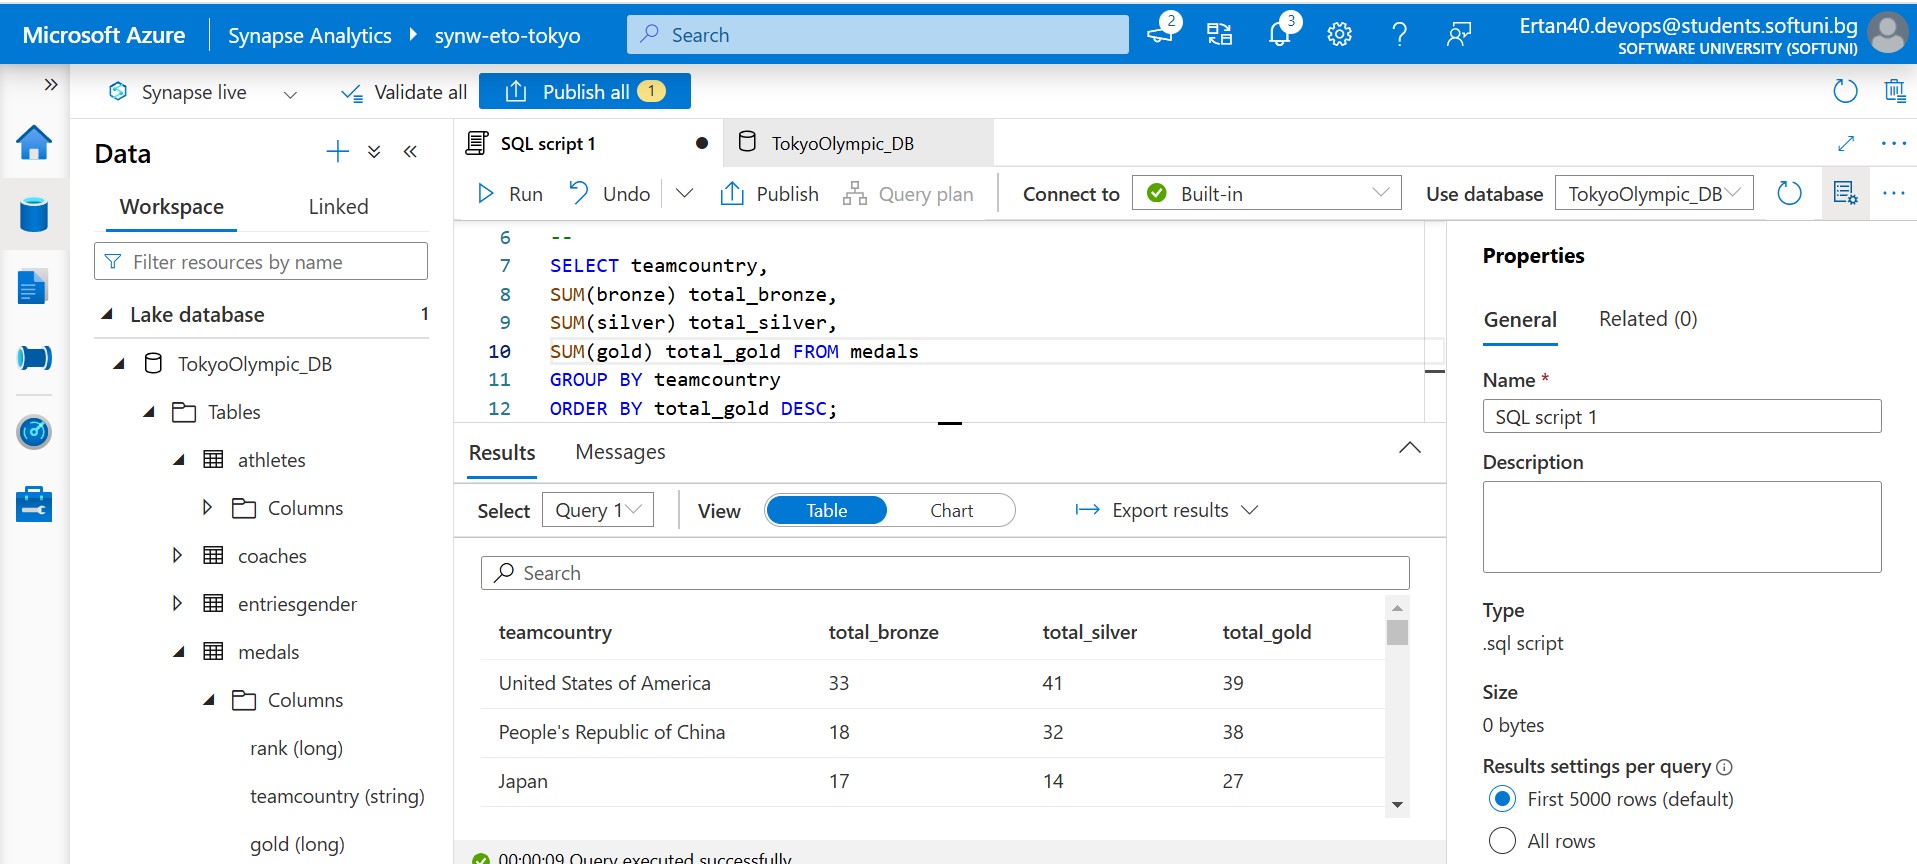 Microsoft Azure
Synapse Analytics
synw-eto-tokyo
Search
2
3
Ertan40.devops@students.softuni.bg
SOFTWARE UNIVERSITY (SOFTUNI)
Synapse live
Validate all
Publish all
1
Data
Workspace
Linked
Filter resources by name
Lake database
1
TokyoOlympic_DB
Tables
athletes
Columns
coaches
entriesgender
medals
Columns
rank (long)
teamcountry (string)
gold (long)
SQL script 1
TokyoOlympic_DB
Run
Undo
Publish
Query plan
Connect to
Built-in
Use database
TokyoOlympic_DB
6 --
7 SELECT teamcountry,
8 SUM(bronze) total_bronze,
9 SUM(silver) total_silver,
10 SUM(gold) total_gold FROM medals
11 GROUP BY teamcountry
12 ORDER BY total_gold DESC;
Results
Messages
Select
Query 1
View
Table
Chart
Export results
Search
teamcountry total_bronze total_silver total_gold
United States of America 33 41 39
People's Republic of China 18 32 38
Japan 17 14 27
00:00:09 Query executed successfully
Properties
General
Related (0)
Name *
SQL script 1
Description
Type
.sql script
Size
0 bytes
Results settings per query
First 5000 rows (default)
All rows